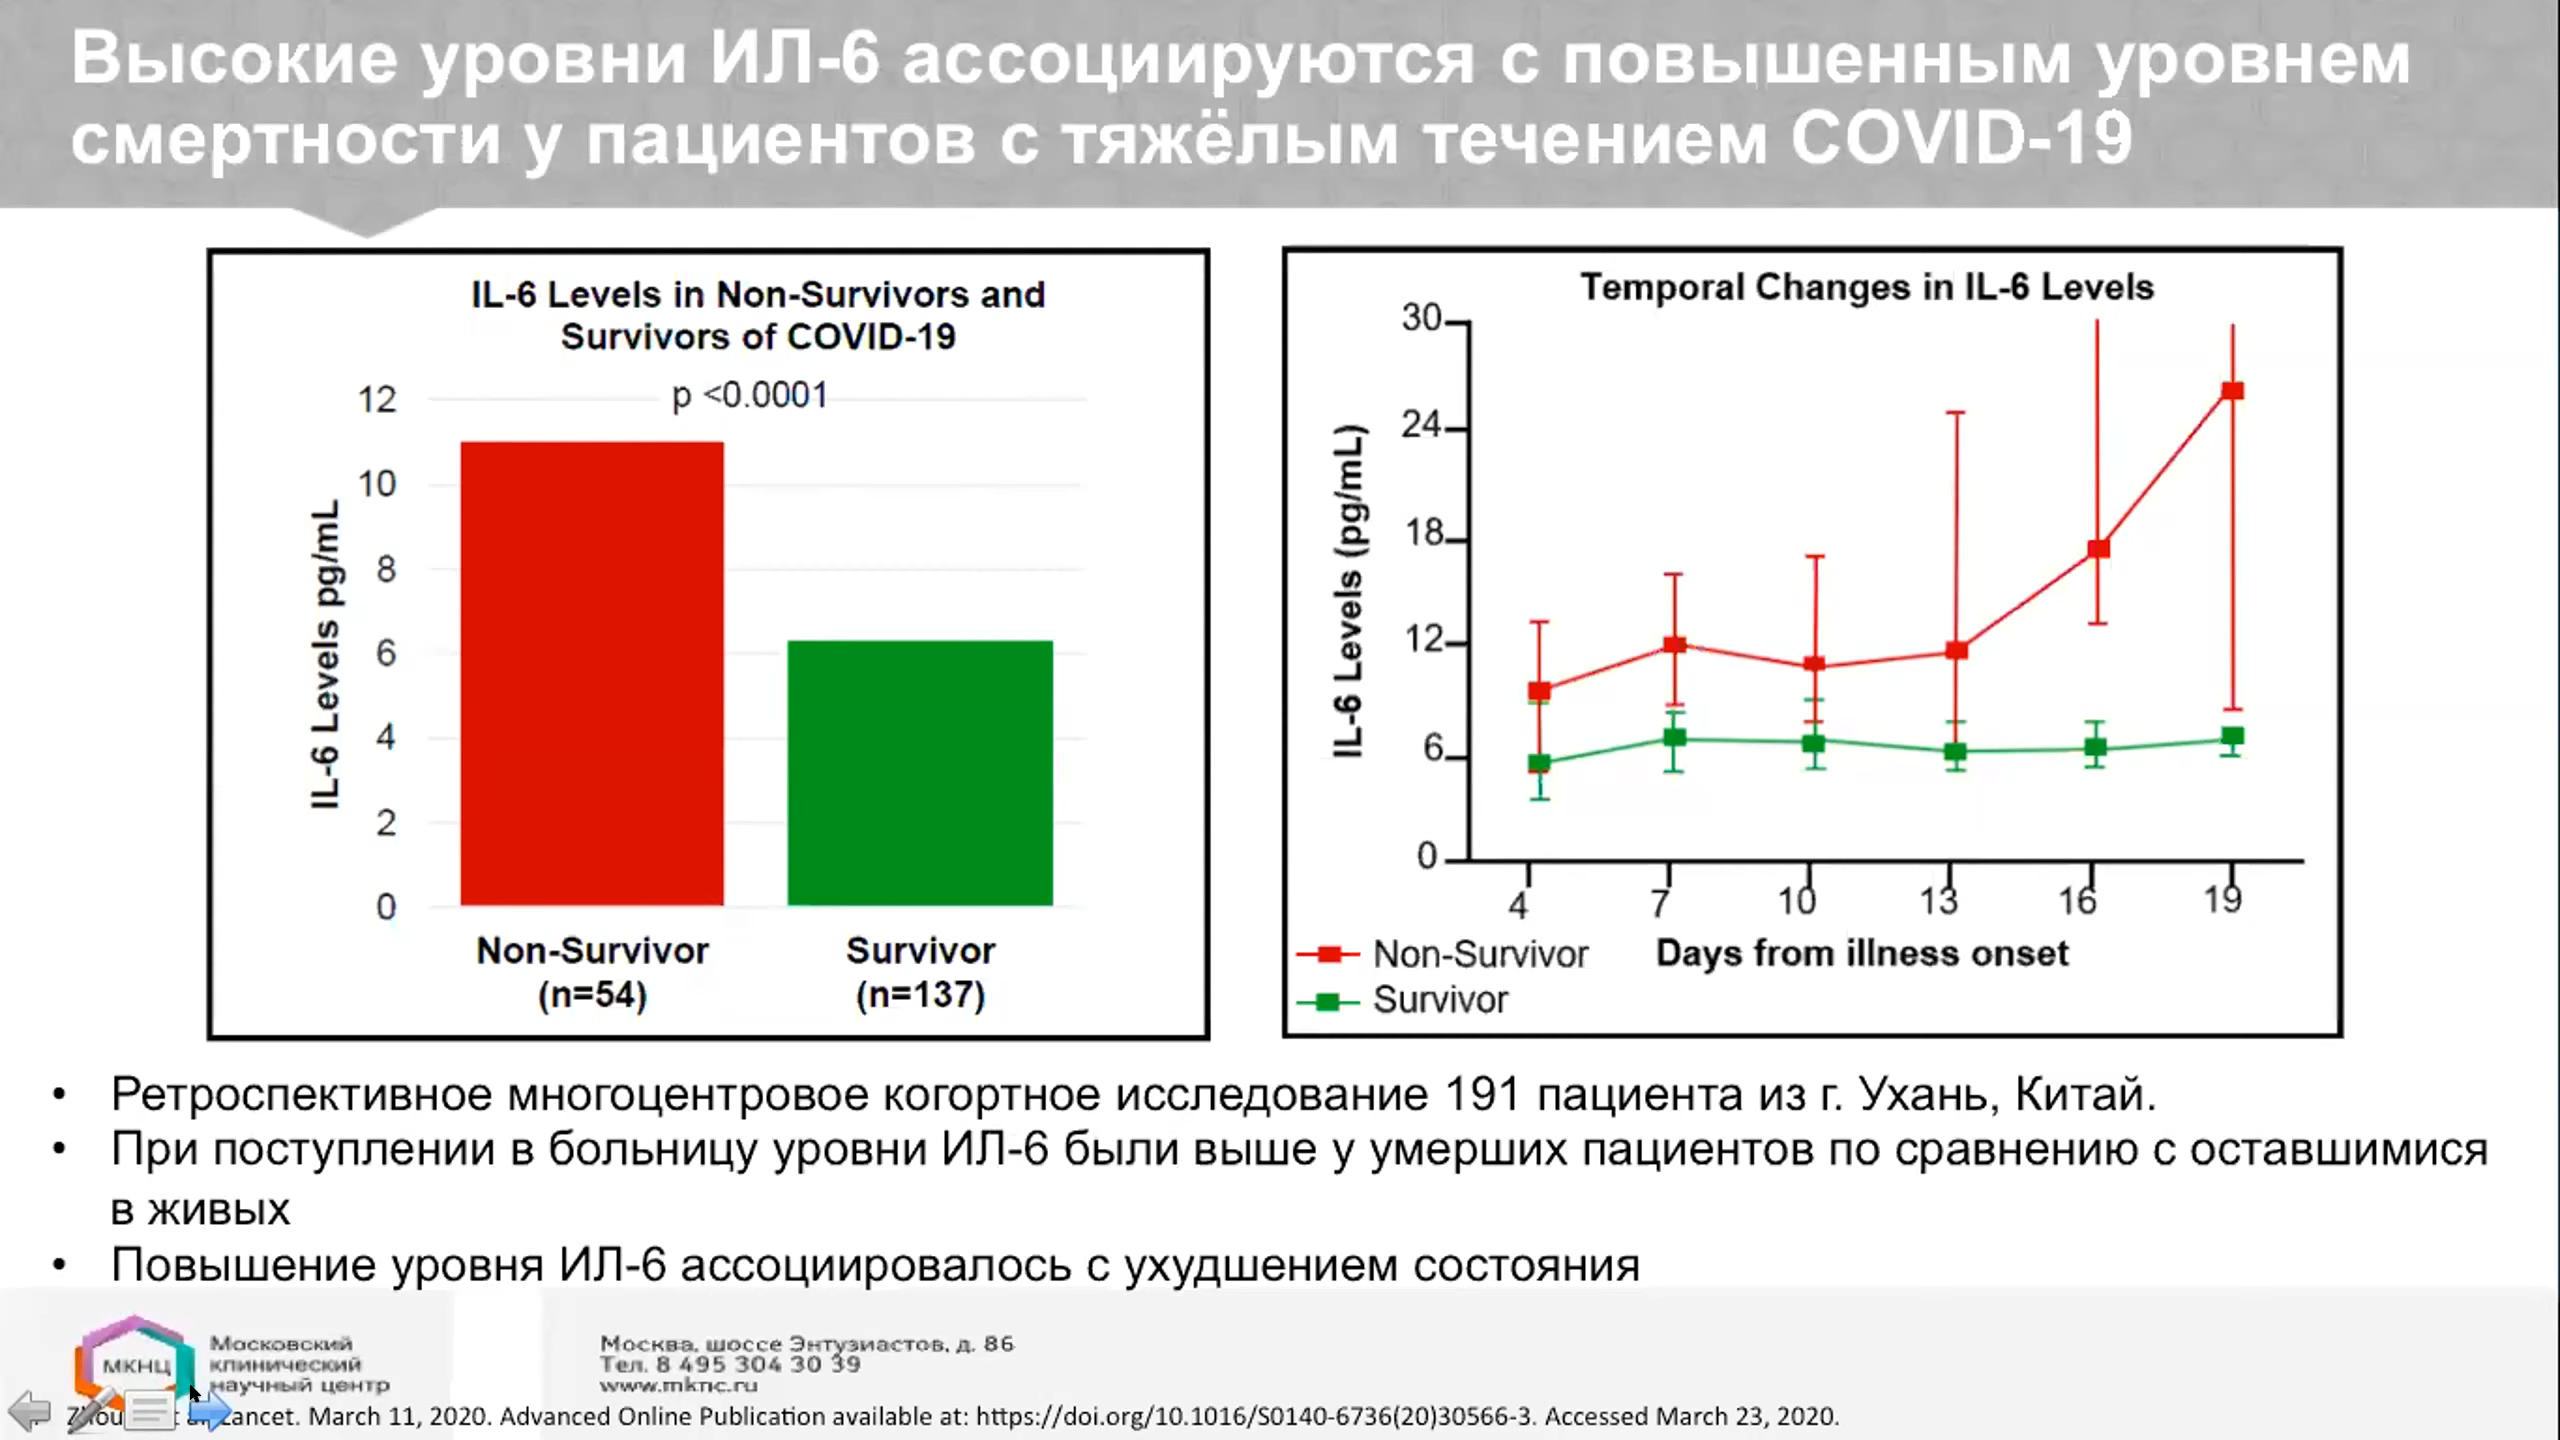 Высокие уровни ИЛ-6 ассоциируются с повышенным уровнем
смертности у пациентов с тяжёлым течением COVID-19
IL-6 Levels in Non-Survivors and
Survivors of COVID-19
p <0.0001
12
10
8
6
4
2
0
IL-6 Levels pg/mL
Non-Survivor
(n=54)
Survivor
(n=137)
Temporal Changes in IL-6 Levels
30
24
18
12
6
0
IL-6 Levels (pg/mL)
4 7 10 13 16 19
Days from illness onset
Non-Survivor
Survivor
• Ретроспективное многоцентровое когортное исследование 191 пациента из г. Ухань, Китай.
• При поступлении в больницу уровни ИЛ-6 были выше у умерших пациентов по сравнению с оставшимися
в живых
• Повышение уровня ИЛ-6 ассоциировалось с ухудшением состояния
МКНЦ
Московский
клинический
научный центр
Москва, шоссе Энтузиастов, д. 86
Тел. 8 495 304 30 39
www.mknc.ru
Lancet. March 11, 2020. Advanced Online Publication available at: https://doi.org/10.1016/S0140-6736(20)30566-3. Accessed March 23, 2020.